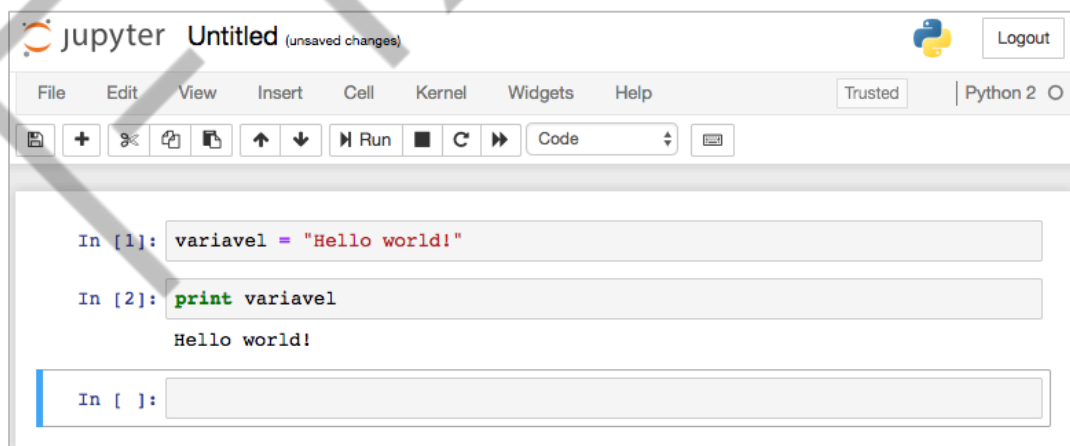 jupyter Untitled (unsaved changes) Logout
File Edit View Insert Cell Kernel Widgets Help Trusted Python 2
Run Code
In [1]: variavel = "Hello world!"
In [2]: print variavel
Hello world!
In [ ]: